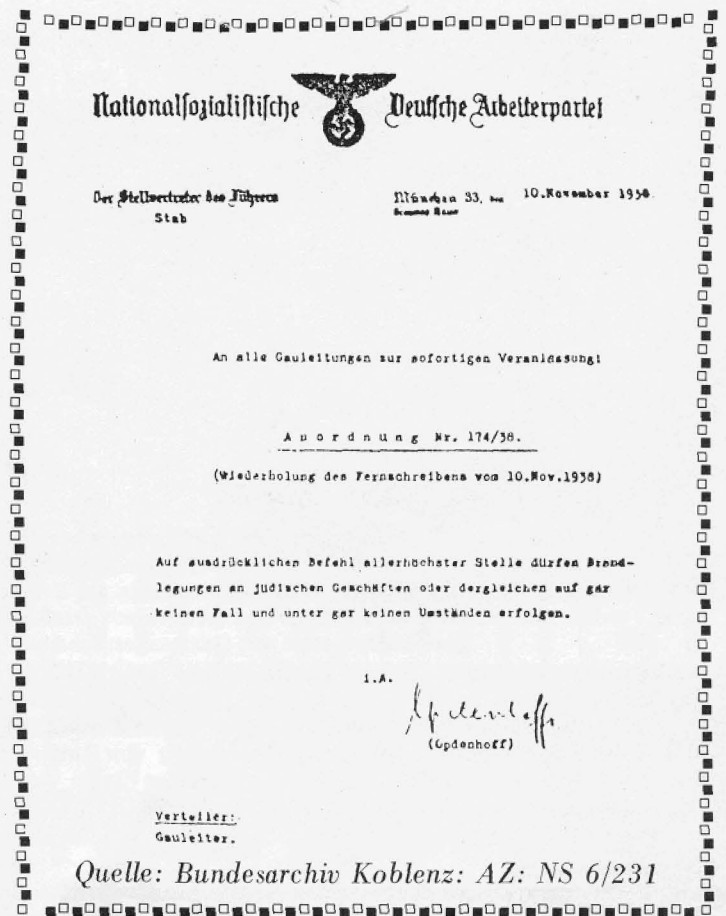 Nationalsozialistische Deutsche Arbeiterpartei
Der Stellvertreter des Führers
Stab
München 33, den 10.November 1938.
Braunes Haus
An alle Gauleitungen zur sofortigen Veranlassung!
A n o r d n u n g Nr. 174/38.
(Wiederholung des Fernschreibens vom 10.Nov.1938)
Auf ausdrücklichen Befehl allerhöchster Stelle dürfen Brand-
legungen an jüdischen Geschäften oder dergleichen auf gar
keinen Fall und unter gar keinen Umständen erfolgen.
i.A.
Opdenhoff
(Opdenhoff)
Verteiler:
Gauleiter.
Quelle: Bundesarchiv Koblenz: AZ: NS 6/231